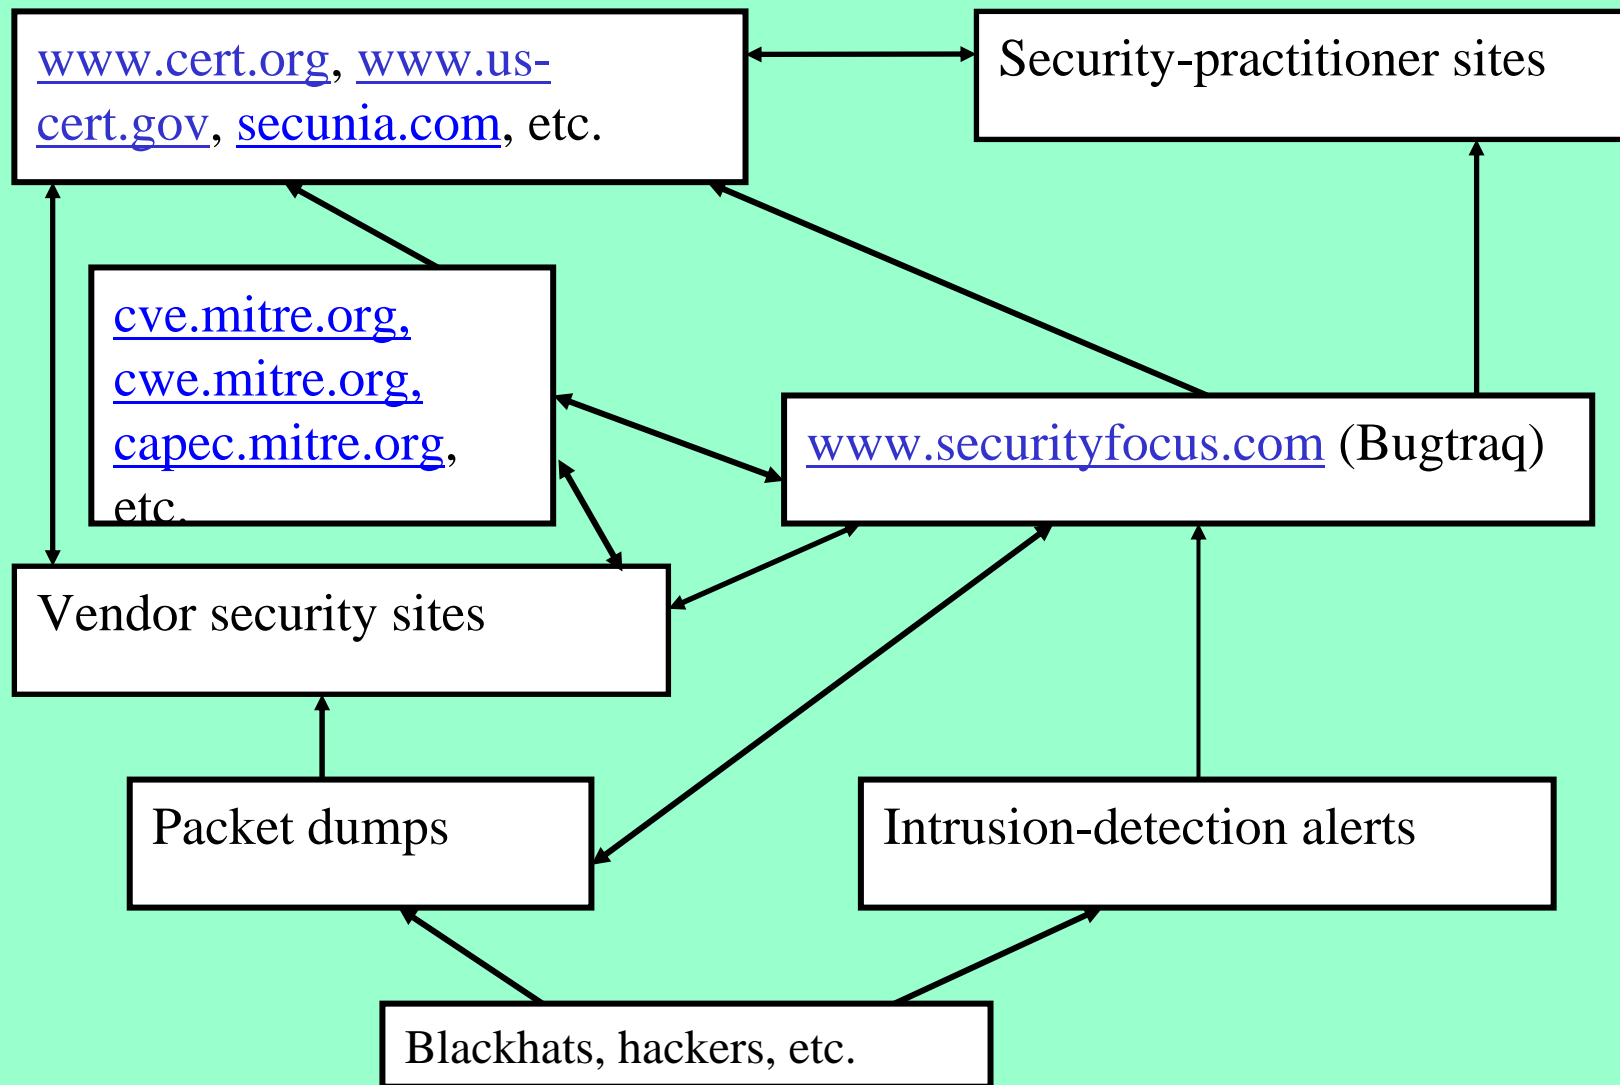 www.cert.org, www.us-
cert.gov, secunia.com, etc.
Security-practitioner sites
cve.mitre.org,
cwe.mitre.org,
capec.mitre.org,
etc.
www.securityfocus.com (Bugtraq)
Vendor security sites
Packet dumps
Intrusion-detection alerts
Blackhats, hackers, etc.